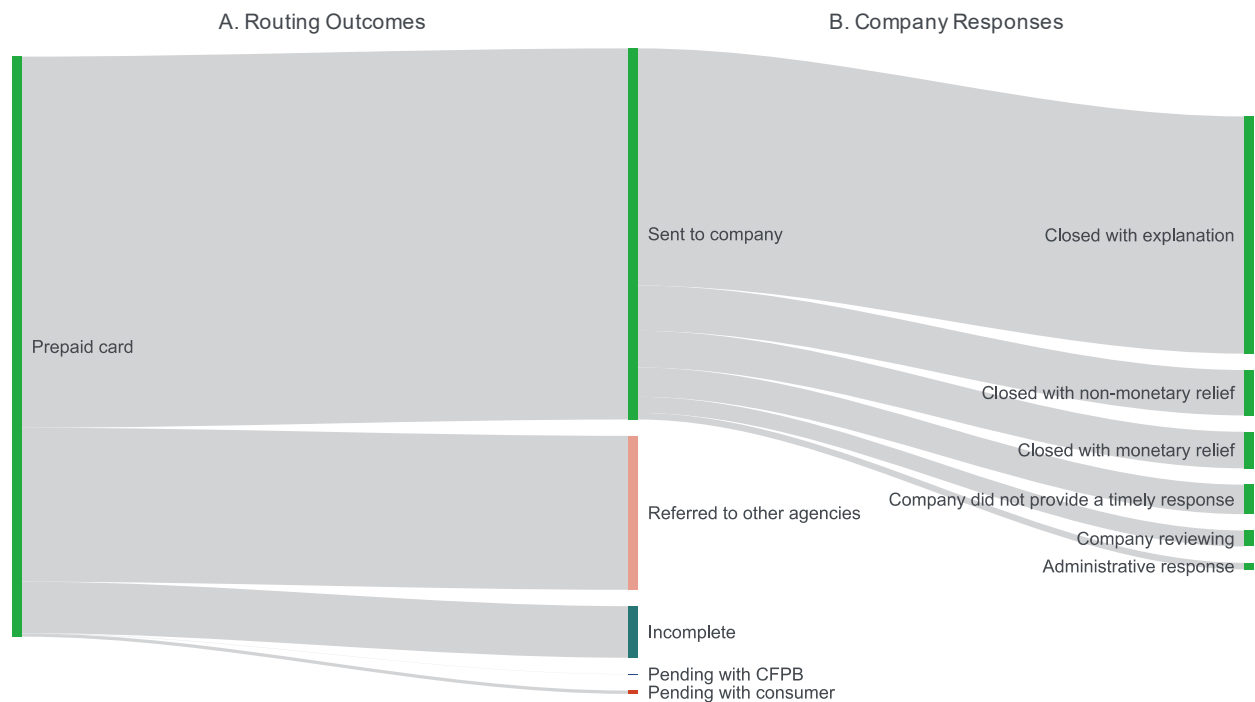 A. Routing Outcomes
B. Company Responses
Prepaid card
Sent to company
Referred to other agencies
Incomplete
Pending with CFPB
Pending with consumer
Closed with explanation
Closed with non-monetary relief
Closed with monetary relief
Company did not provide a timely response
Company reviewing
Administrative response